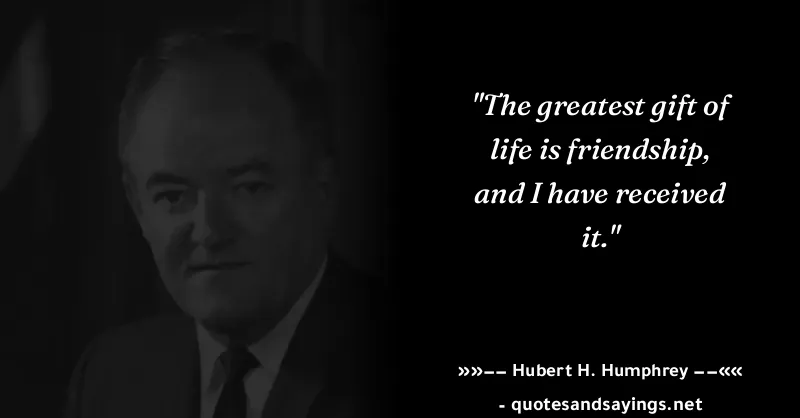 "The greatest gift of
life is friendship,
and I have received
it."
»»−− Hubert H. Humphrey −−««
- quotesandsayings.net